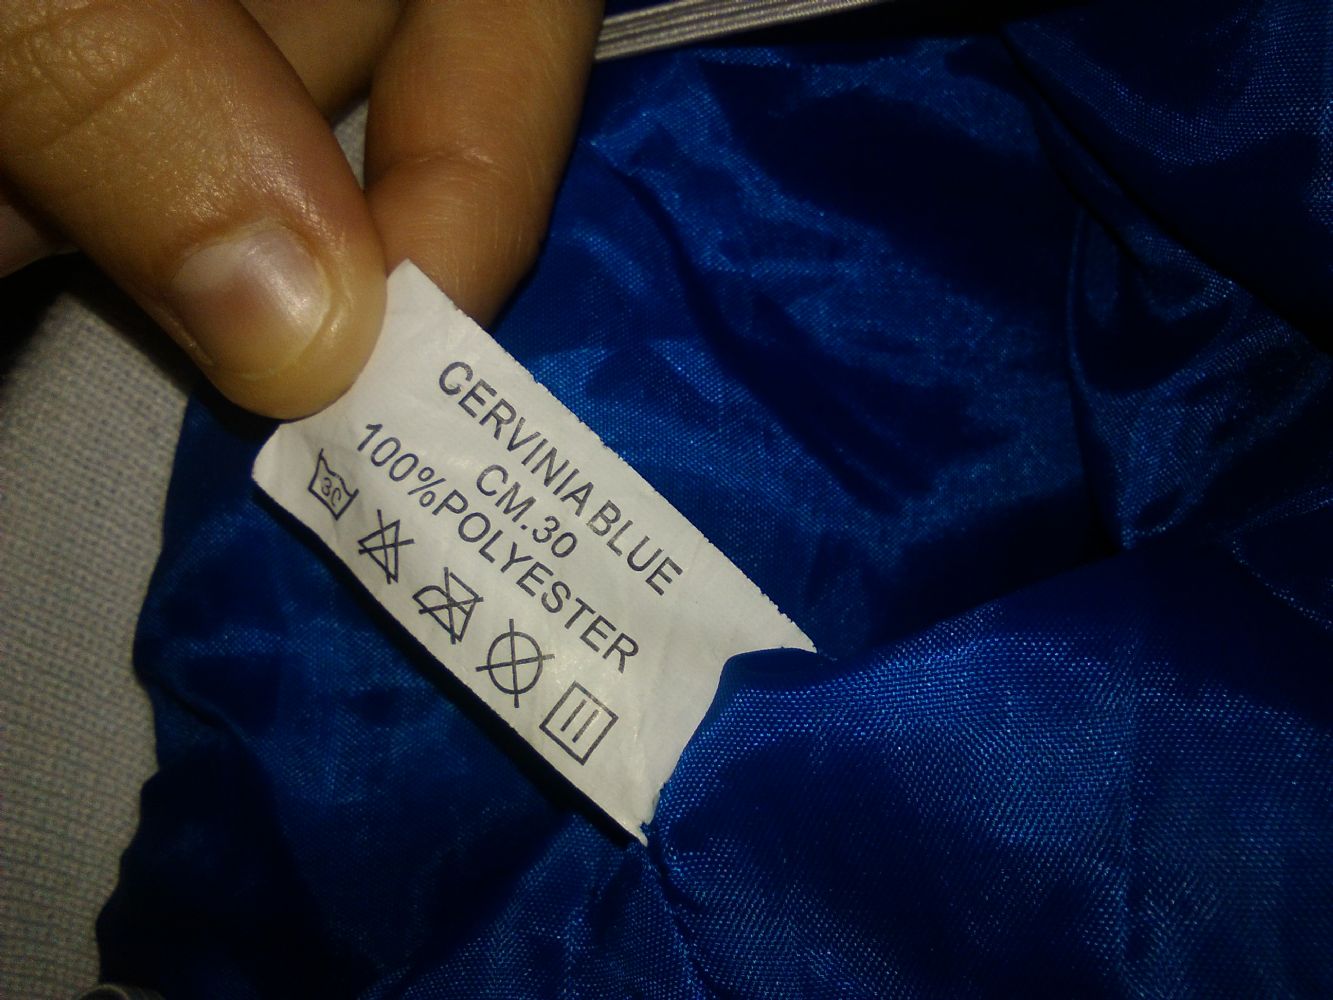 CERVINIA BLUE
CM.30
100%POLYESTER
30